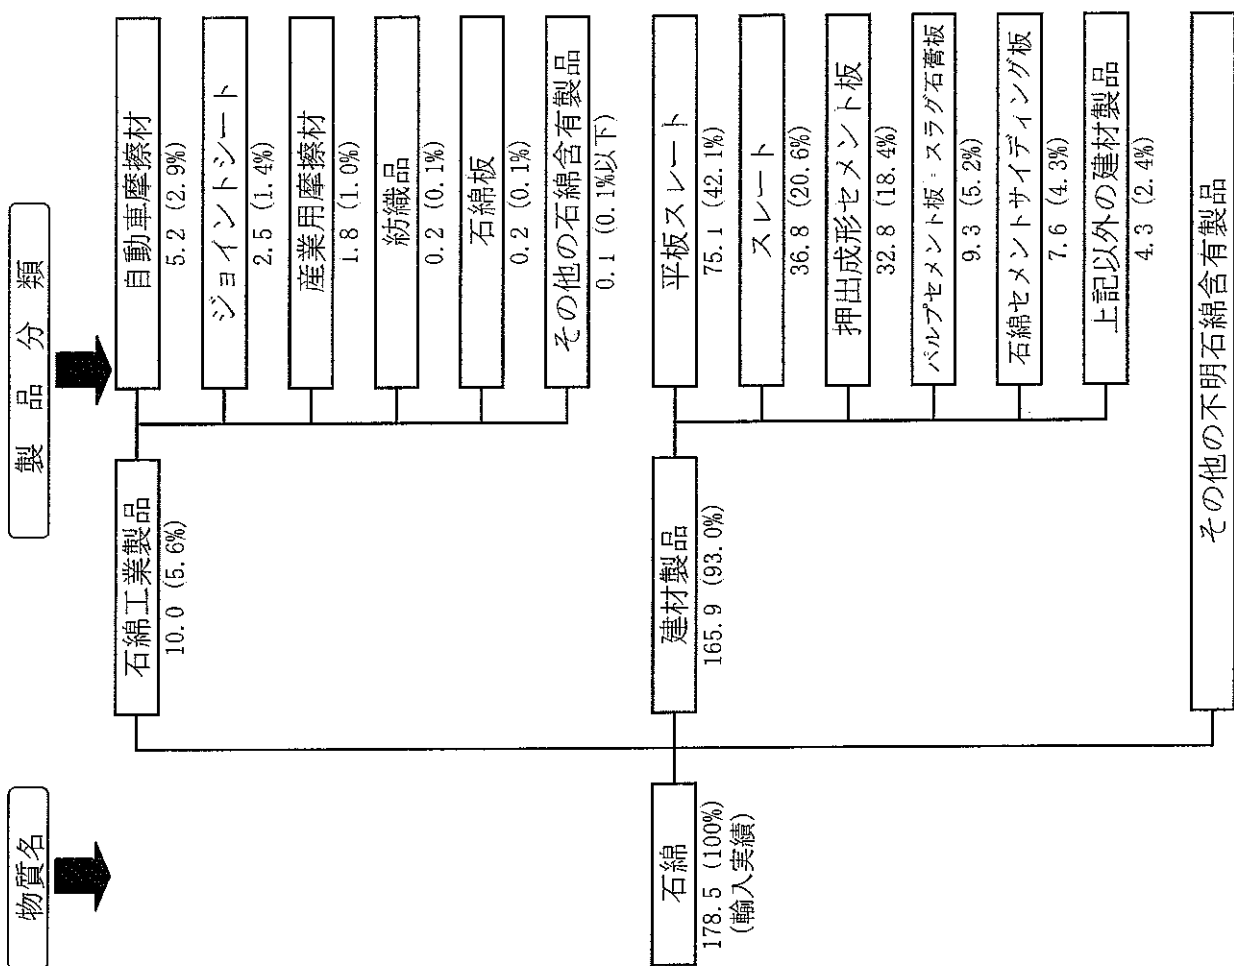 物質名
製品分類
石綿
178.5 (100%)
(輸入実績)
石綿工業製品
10.0 (5.6%)
自動車摩擦材
5.2 (2.9%)
ジョイントシート
2.5 (1.4%)
産業用摩擦材
1.8 (1.0%)
紡織品
0.2 (0.1%)
石綿板
0.2 (0.1%)
その他の石綿含有製品
0.1 (0.1%以下)
建材製品
165.9 (93.0%)
平板スレート
75.1 (42.1%)
スレート
36.8 (20.6%)
押出成形セメント板
32.8 (18.4%)
パルプセメント板・スラグ石膏板
9.3 (5.2%)
石綿セメントサイディング板
7.6 (4.3%)
上記以外の建材製品
4.3 (2.4%)
その他の不明石綿含有製品